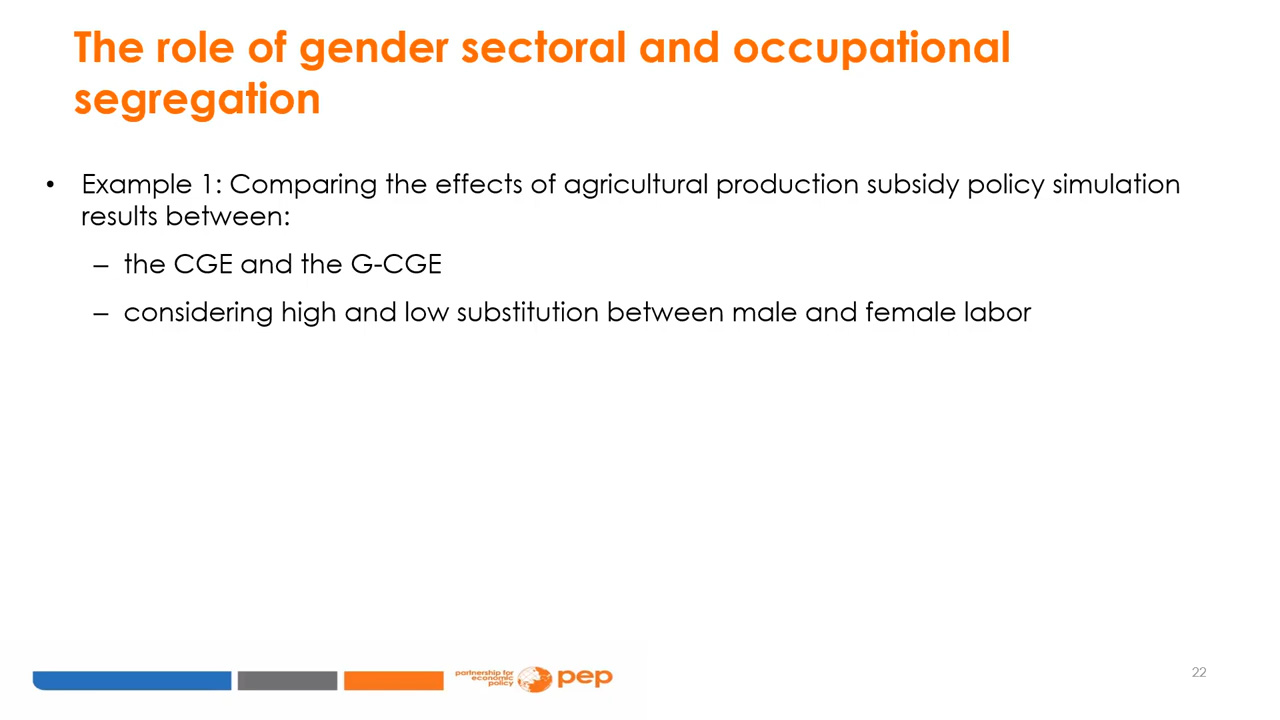 The role of gender sectoral and occupational
segregation
• Example 1: Comparing the effects of agricultural production subsidy policy simulation
results between:
– the CGE and the G-CGE
– considering high and low substitution between male and female labor
partnership for
economic
policy
pep
22